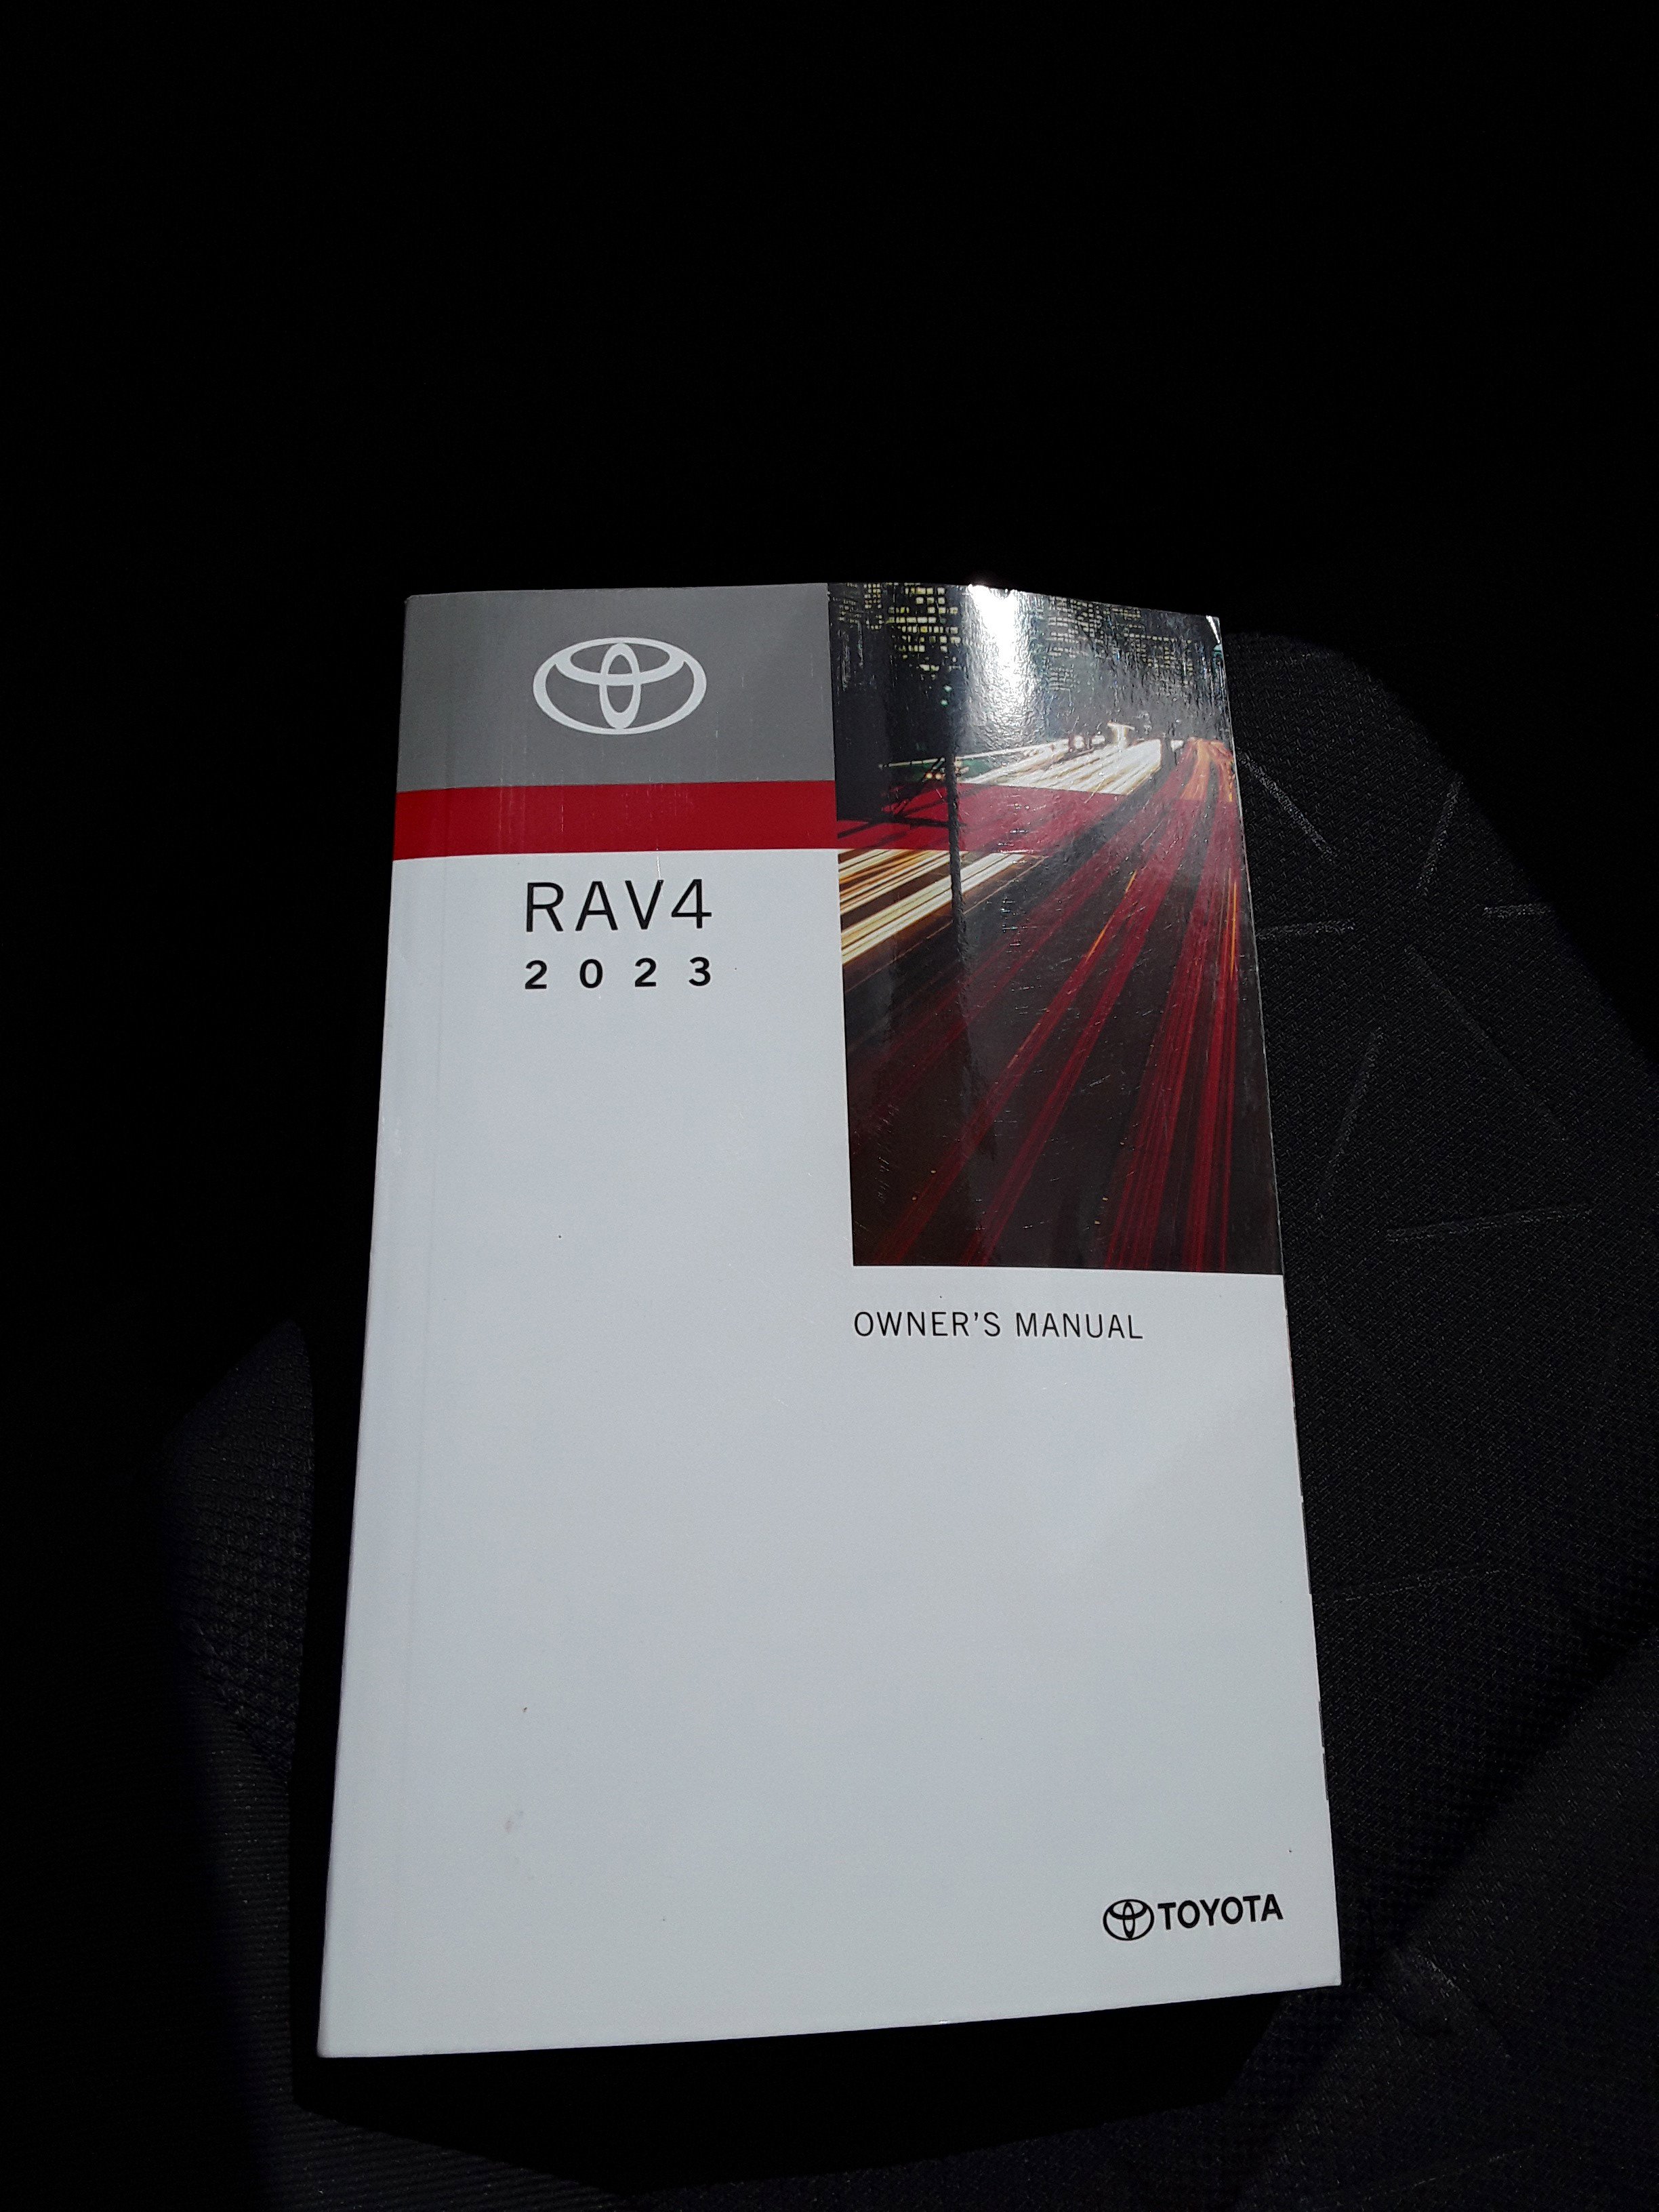 RAV4
2023
OWNER'S MANUAL
TOYOTA